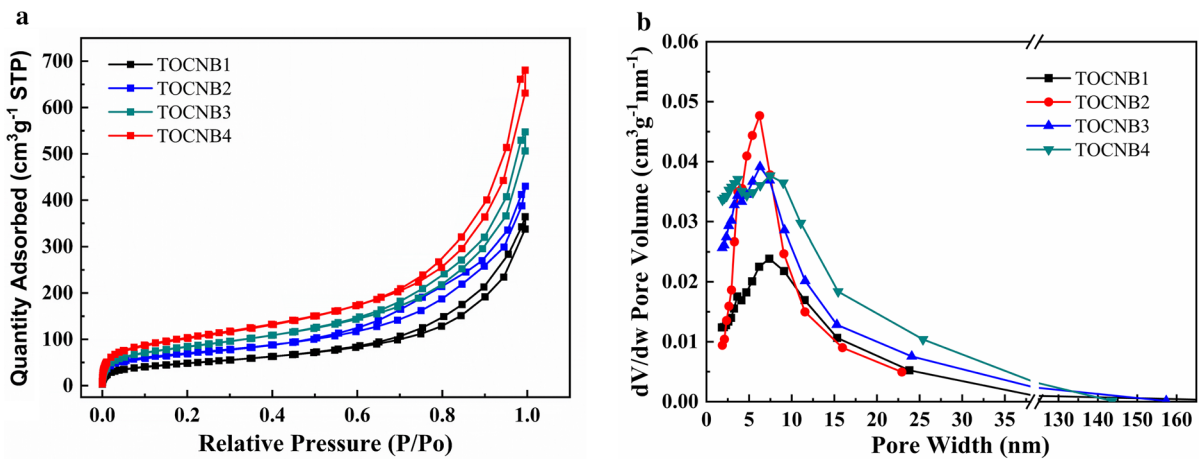 a
Quantity Adsorbed (cm³g⁻¹ STP)
700
600
500
400
300
200
100
0
TOCNB1
TOCNB2
TOCNB3
TOCNB4
0.0 0.2 0.4 0.6 0.8 1.0
Relative Pressure (P/Po)
b
dV/dw Pore Volume (cm³g⁻¹nm⁻¹)
0.06
0.05
0.04
0.03
0.02
0.01
0.00
TOCNB1
TOCNB2
TOCNB3
TOCNB4
0 5 10 15 20 25 30 35 130 140 150 160
Pore Width (nm)